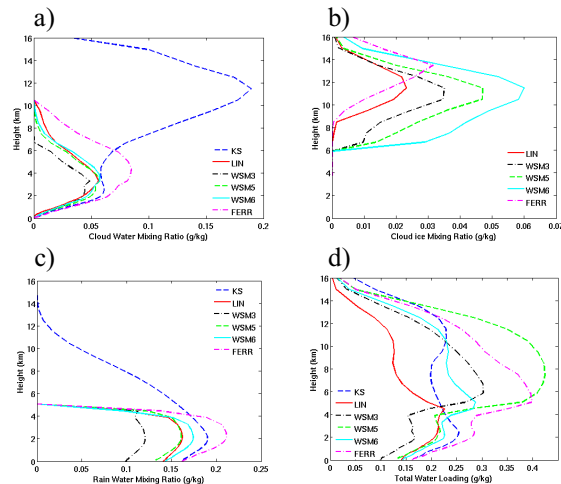 a)
b)
16
14
12
10
8
6
4
2
0
Height (km)
0
0.05
0.1
0.15
0.2
Cloud Water Mixing Ratio (g/kg)
KS
LIN
WSM3
WSM5
WSM6
FERR
16
14
12
10
8
6
4
2
0
Height (km)
0
0.010
0.02
0.03
0.04
0.05
0.06
0.07
Cloud ice Mixing Ratio (g/kg)
LIN
WSM3
WSM5
WSM6
FERR
c)
d)
16
14
12
10
8
6
4
2
0
Height (km)
0
0.05
0.1
0.15
0.2
0.25
Rain Water Mixing Ratio (g/kg)
KS
LIN
WSM3
WSM5
WSM6
FERR
16
14
12
10
8
6
4
2
0
Height (km)
0
0.05
0.1
0.15
0.2
0.25
0.3
0.35
0.4
Total Water Loading (g/kg)
KS
LIN
WSM3
WSM5
WSM6
FERR